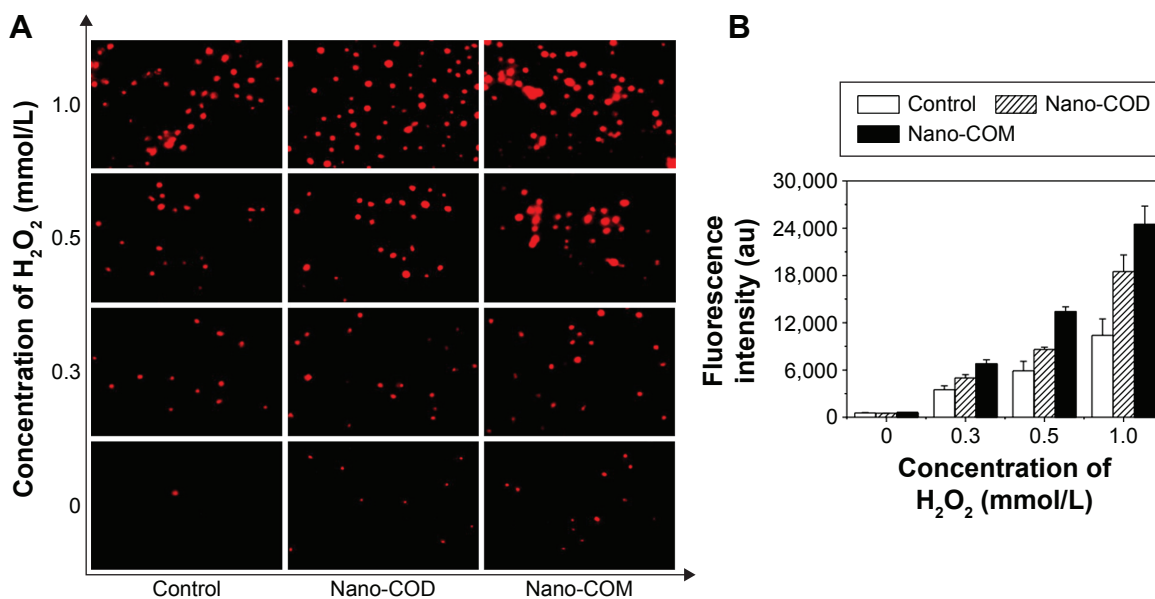 A
Concentration of H₂O₂ (mmol/L)
1.0
0.5
0.3
0
Control
Nano-COD
Nano-COM
B
Control
Nano-COD
Nano-COM
Fluorescence
intensity (au)
30,000
24,000
18,000
12,000
6,000
0
0
0.3
0.5
1.0
Concentration of
H₂O₂ (mmol/L)